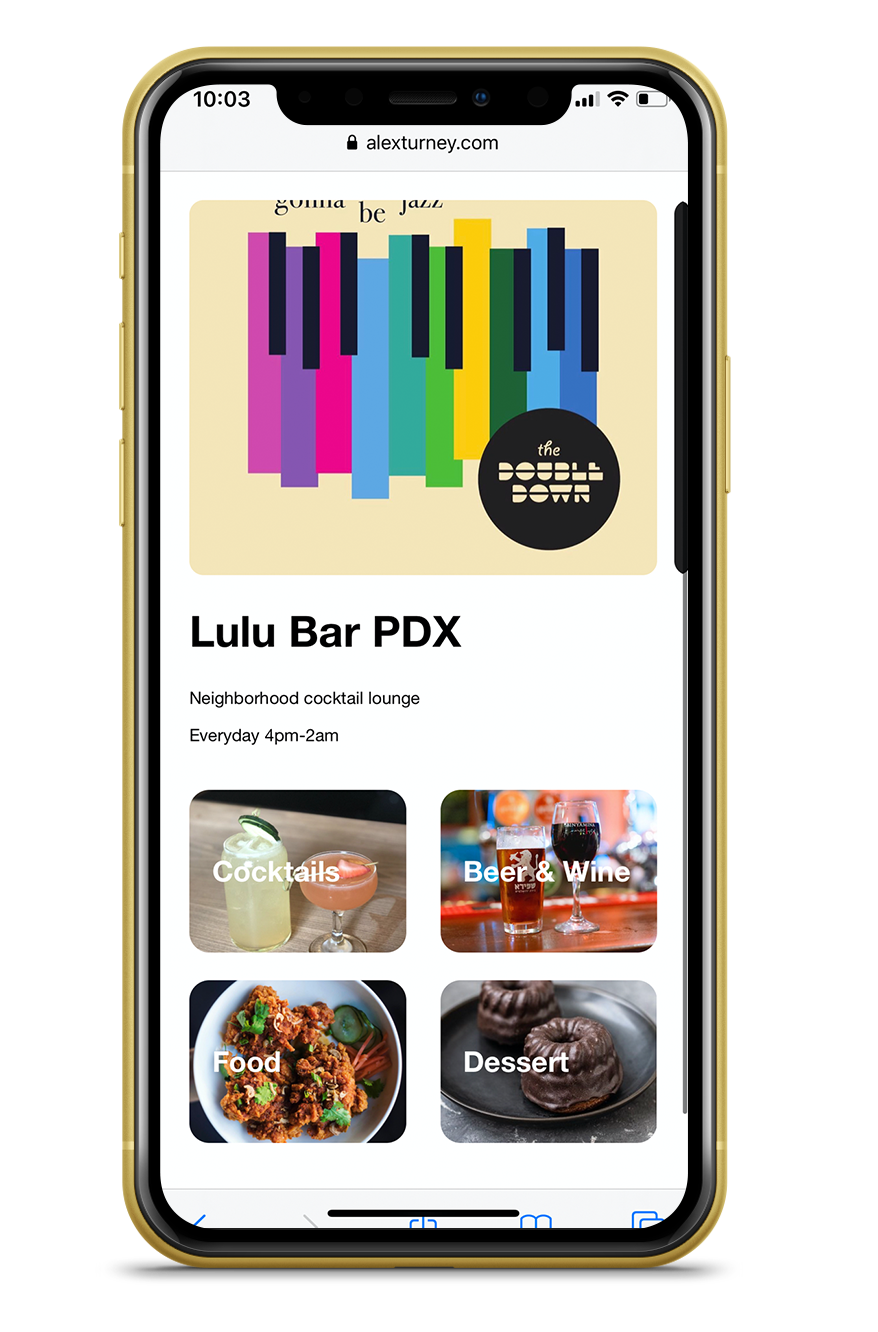 10:03
alexturney.com
gonna be jazz
the
DOUBLE
DOWN
Lulu Bar PDX
Neighborhood cocktail lounge
Everyday 4pm-2am
Cocktails
Beer & Wine
Food
Dessert